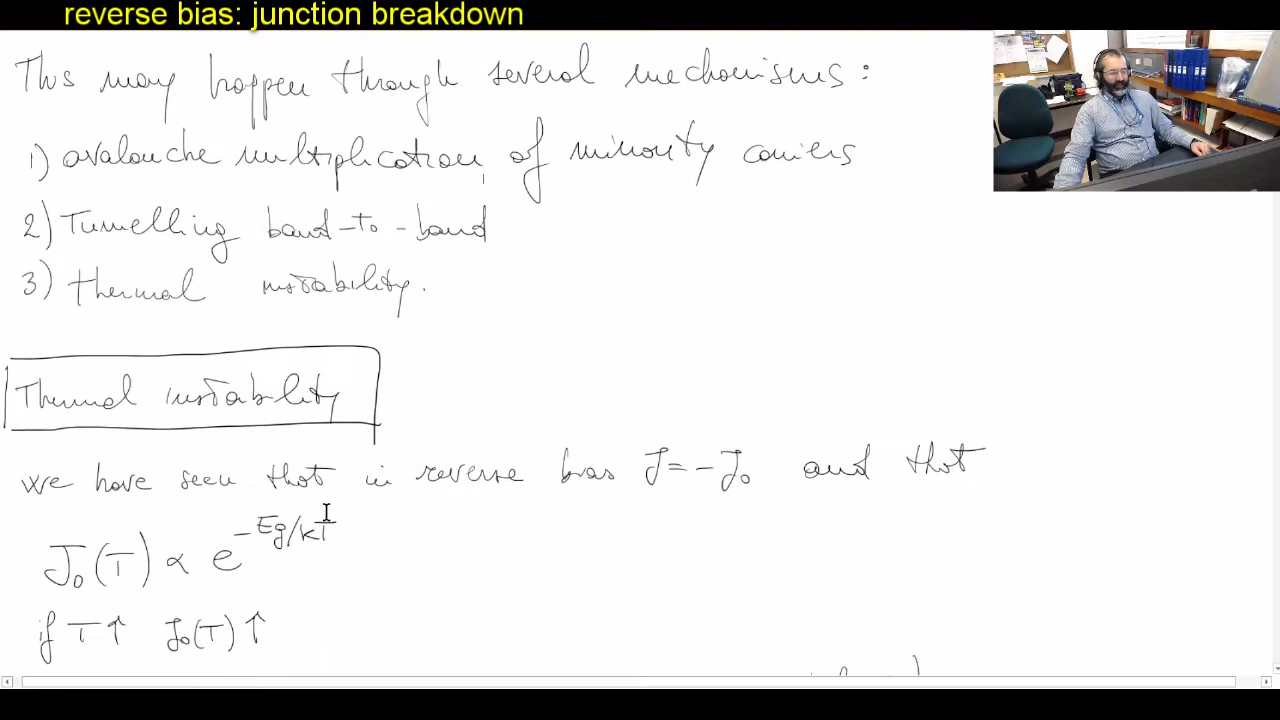 reverse bias: junction breakdown
This may happen through several mechanisms:
1) avalanche multiplication of minority carriers
2) Tunnelling band-to-band
3) thermal instability.
Thermal instability
we have seen that in reverse bias J = -J₀ and that
J₀(T) ∝ e^(-Eg/kT)
if T↑ J₀(T)↑